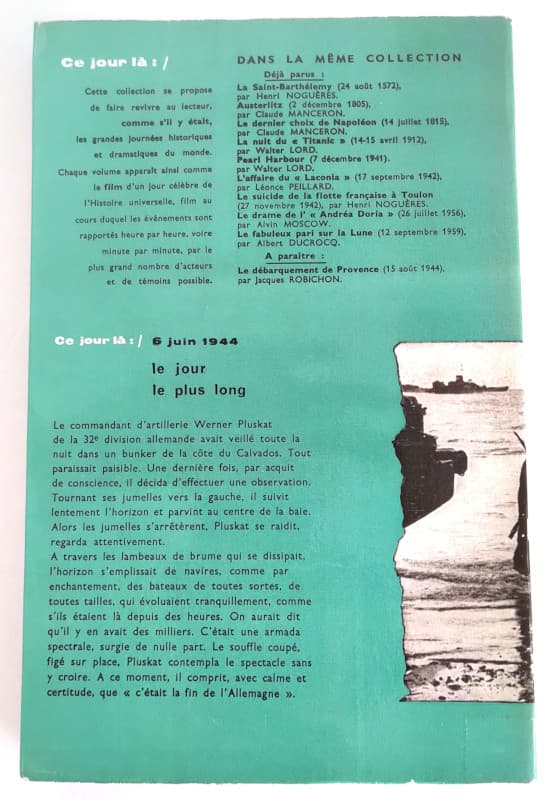 Ce jour là : /
Cette collection se propose
de faire revivre au lecteur,
comme s'il y était,
les grandes journées historiques
et dramatiques du monde.
Chaque volume apparaît ainsi comme
le film d'un jour célèbre de
l'Histoire universelle, film au
cours duquel les événements sont
rapportés heure par heure, voire
minute par minute, par le
plus grand nombre d'acteurs
et de témoins possible.
DANS LA MÊME COLLECTION
Déjà parus :
La Saint-Barthélemy (24 août 1572),
par Henri NOGUÈRES.
Austerlitz (2 décembre 1805),
par Claude MANCERON.
Le dernier choix de Napoléon (14 juillet 1815),
par Claude MANCERON.
La nuit du « Titanic » (14-15 avril 1912),
par Walter LORD.
Pearl Harbour (7 décembre 1941).
par Walter LORD.
L'affaire du « Laconia » (17 septembre 1942),
par Léonce PEILLARD.
Le suicide de la flotte française à Toulon
(27 novembre 1942), par Henri NOGUÈRES.
Le drame de l' « Andréa Doria » (26 juillet 1956),
par Alvin MOSCOW.
Le fabuleux pari sur la Lune (12 septembre 1959),
par Albert DUCROCQ.
A paraître :
Le débarquement de Provence (15 août 1944),
par Jacques ROBICHON.
Ce jour là : / 6 juin 1944
le jour
le plus long
Le commandant d'artillerie Werner Pluskat
de la 32e division allemande avait veillé toute la
nuit dans un bunker de la côte du Calvados. Tout
paraissait paisible. Une dernière fois, par acquit
de conscience, il décida d'effectuer une observation.
Tournant ses jumelles vers la gauche, il suivit
lentement l'horizon et parvint au centre de la baie.
Alors les jumelles s'arrêtèrent, Pluskat se raidit,
regarda attentivement.
A travers les lambeaux de brume qui se dissipait,
l'horizon s'emplissait de navires, comme par
enchantement, des bateaux de toutes sortes, de
toutes tailles, qui évoluaient tranquillement, comme
s'ils étaient là depuis des heures. On aurait dit
qu'il y en avait des milliers. C'était une armada
spectrale, surgie de nulle part. Le souffle coupé,
figé sur place, Pluskat contempla le spectacle sans
y croire. A ce moment, il comprit, avec calme et
certitude, que « c'était la fin de l'Allemagne ».